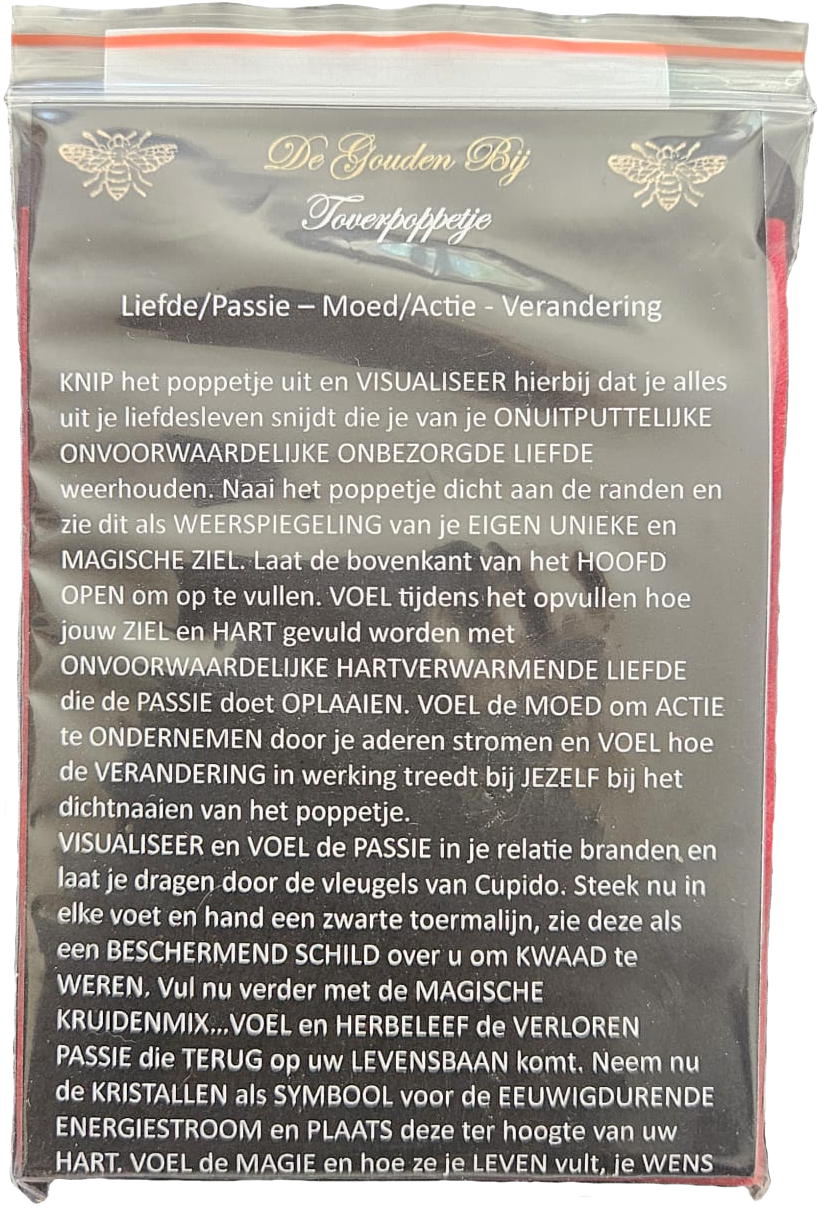 De Gouden Bij
Toverpoppetje
Liefde/Passie – Moed/Actie - Verandering
KNIP het poppetje uit en VISUALISEER hierbij dat je alles
uit je liefdesleven snijdt die je van je ONUITPUTTELIJKE
ONVOORWAARDELIJKE ONBEZORGDE LIEFDE
weerhouden. Naai het poppetje dicht aan de randen en
zie dit als WEERSPIEGELING van je EIGEN UNIEKE en
MAGISCHE ZIEL. Laat de bovenkant van het HOOFD
OPEN om op te vullen. VOEL tijdens het opvullen hoe
jouw ZIEL en HART gevuld worden met
ONVOORWAARDELIJKE HARTVERWARMENDE LIEFDE
die de PASSIE doet OPLAAIEN. VOEL de MOED om ACTIE
te ONDERNEMEN door je aderen stromen en VOEL hoe
de VERANDERING in werking treedt bij JEZELF bij het
dichtnaaien van het poppetje.
VISUALISEER en VOEL de PASSIE in je relatie branden en
laat je dragen door de vleugels van Cupido. Steek nu in
elke voet en hand een zwarte toermalijn, zie deze als
een BESCHERMEND SCHILD over u om KWAAD te
WEREN. Vul nu verder met de MAGISCHE
KRUIDENMIX...VOEL en HERBELEEF de VERLOREN
PASSIE die TERUG op uw LEVENSBAAN komt. Neem nu
de KRISTALLEN als SYMBOOL voor de EEUWIGDURENDE
ENERGIESTROOM en PLAATS deze ter hoogte van uw
HART. VOEL de MAGIE en hoe ze je LEVEN vult, je WENS